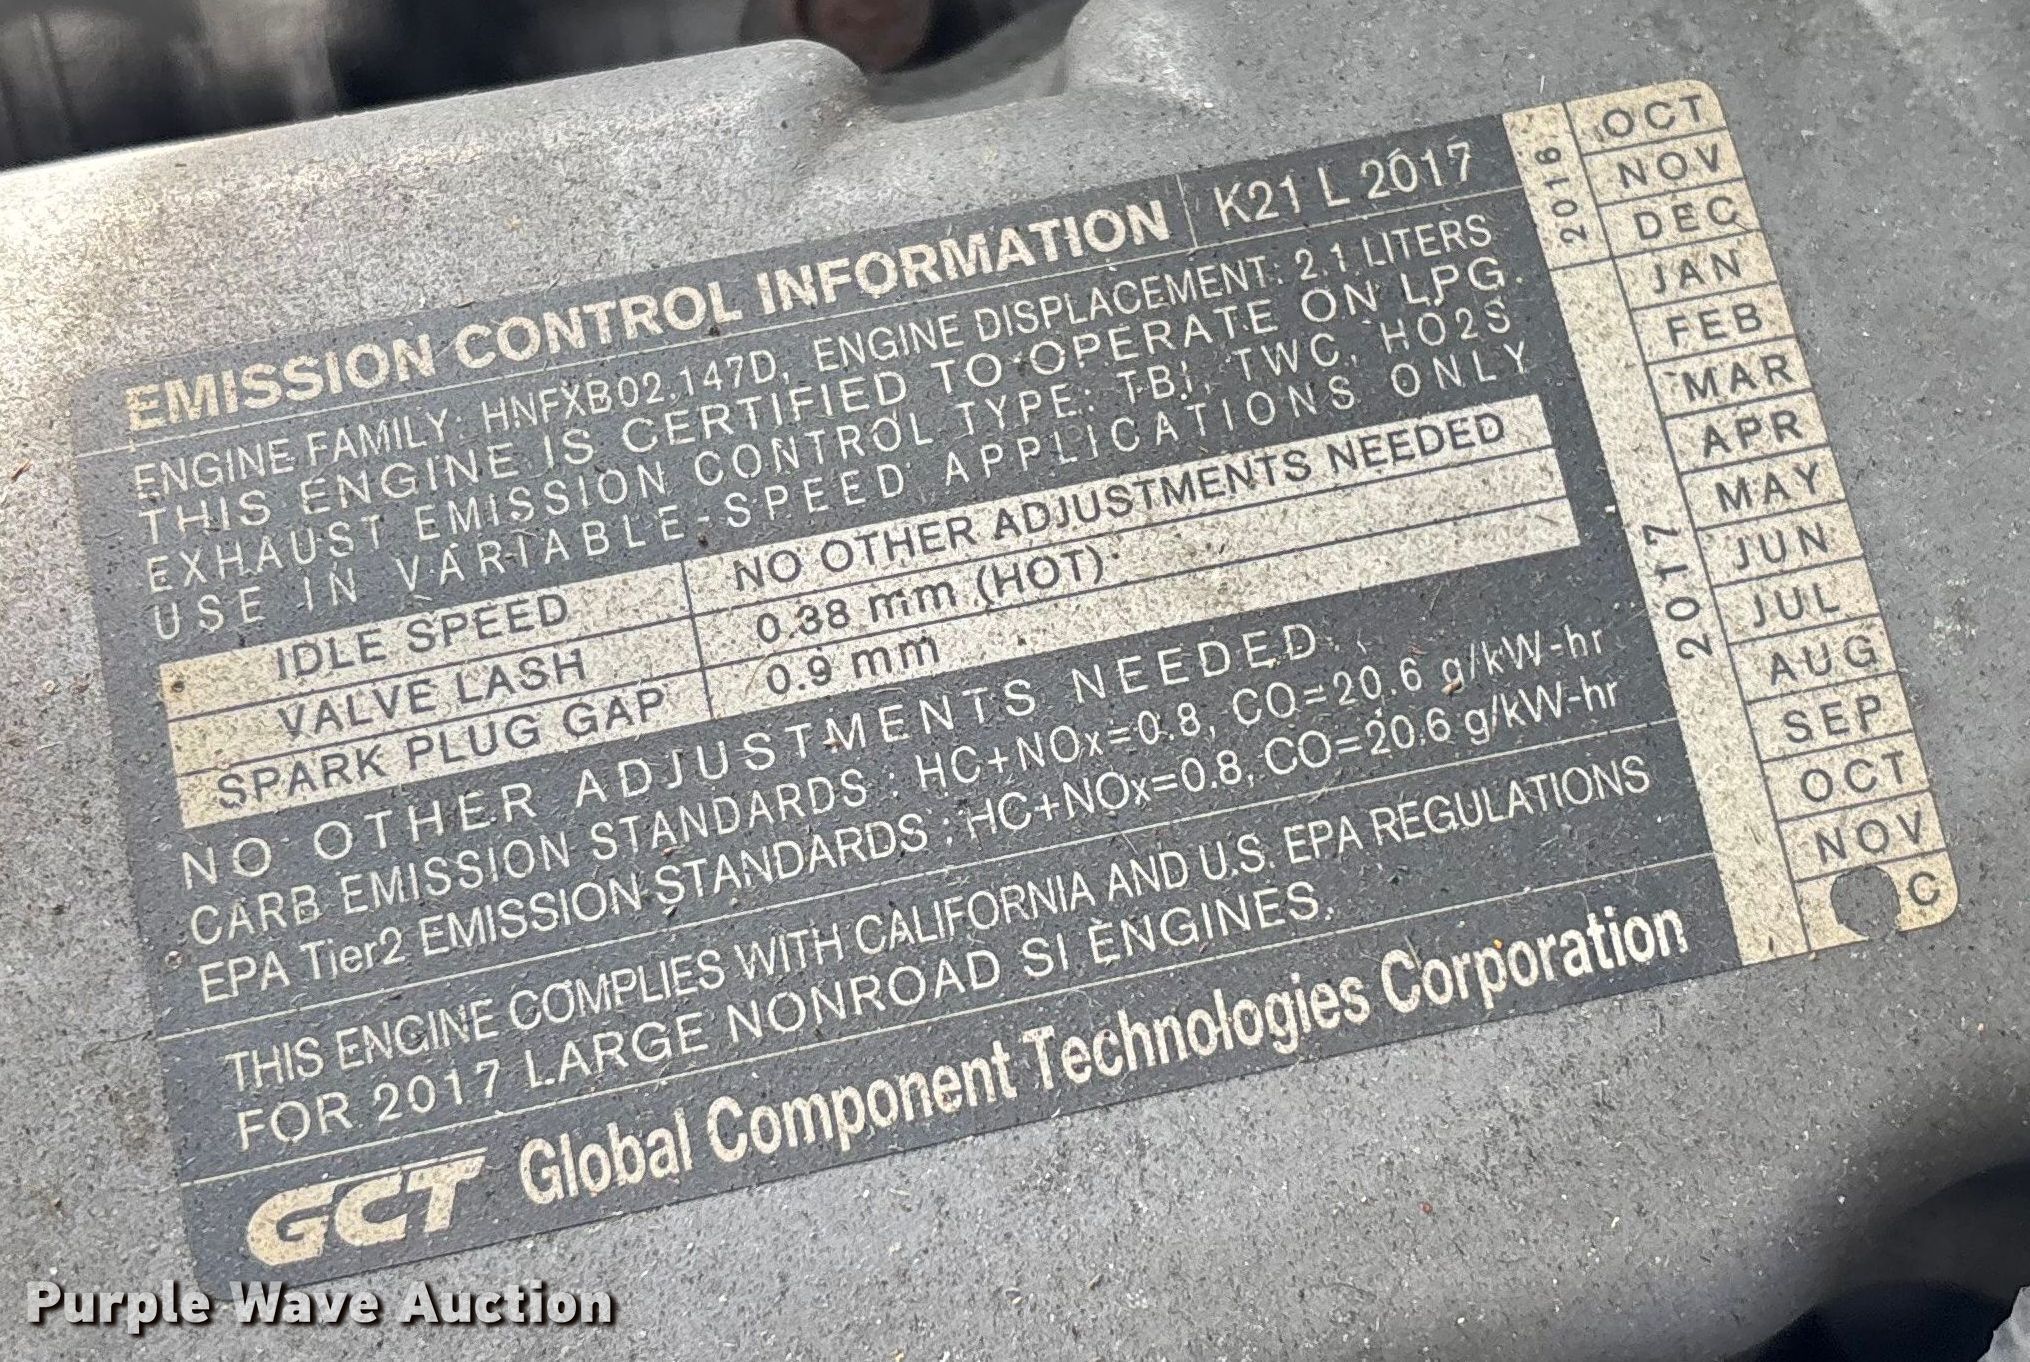 EMISSION CONTROL INFORMATION K21 L 2017
ENGINE FAMILY: HNFXB02.147D, ENGINE DISPLACEMENT: 2.1 LITERS
THIS ENGINE IS CERTIFIED TO OPERATE ON LPG.
EXHAUST EMISSION CONTROL TYPE: TBI, TWC, HO2S
USE IN VARIABLE-SPEED APPLICATIONS ONLY
IDLE SPEED NO OTHER ADJUSTMENTS NEEDED
VALVE LASH 0.38 mm (HOT)
SPARK PLUG GAP 0.9 mm
NO OTHER ADJUSTMENTS NEEDED.
CARB EMISSION STANDARDS : HC+NOx=0.8, CO=20.6 g/kW-hr
EPA Tier2 EMISSION STANDARDS : HC+NOx=0.8, CO=20.6 g/kW-hr
THIS ENGINE COMPLIES WITH CALIFORNIA AND U.S. EPA REGULATIONS
FOR 2017 LARGE NONROAD SI ENGINES.
GCT Global Component Technologies Corporation
2016
OCT
NOV
DEC
2017
JAN
FEB
MAR
APR
MAY
JUN
JUL
AUG
SEP
OCT
NOV
C
Purple Wave Auction